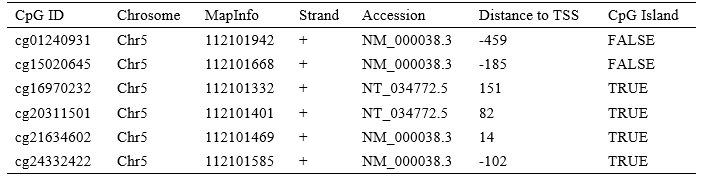 CpG ID Chrosome MapInfo Strand Accession Distance to TSS CpG Island
cg01240931 Chr5 112101942 + NM_000038.3 -459 FALSE
cg15020645 Chr5 112101668 + NM_000038.3 -185 FALSE
cg16970232 Chr5 112101332 + NT_034772.5 151 TRUE
cg20311501 Chr5 112101401 + NT_034772.5 82 TRUE
cg21634602 Chr5 112101469 + NM_000038.3 14 TRUE
cg24332422 Chr5 112101585 + NM_000038.3 -102 TRUE